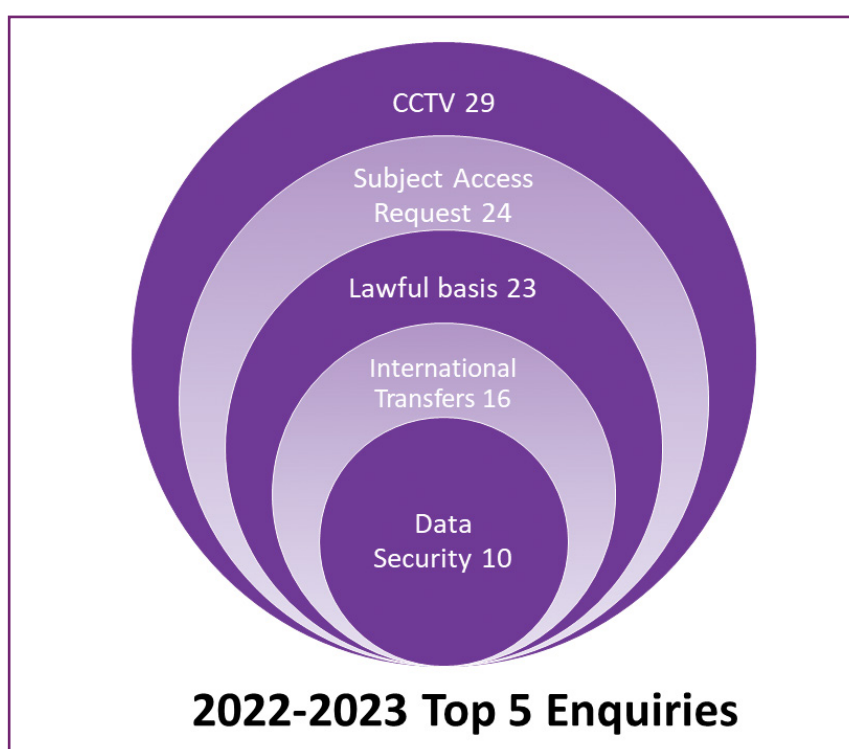 CCTV 29
Subject Access
Request 24
Lawful basis 23
International
Transfers 16
Data
Security 10
2022-2023 Top 5 Enquiries